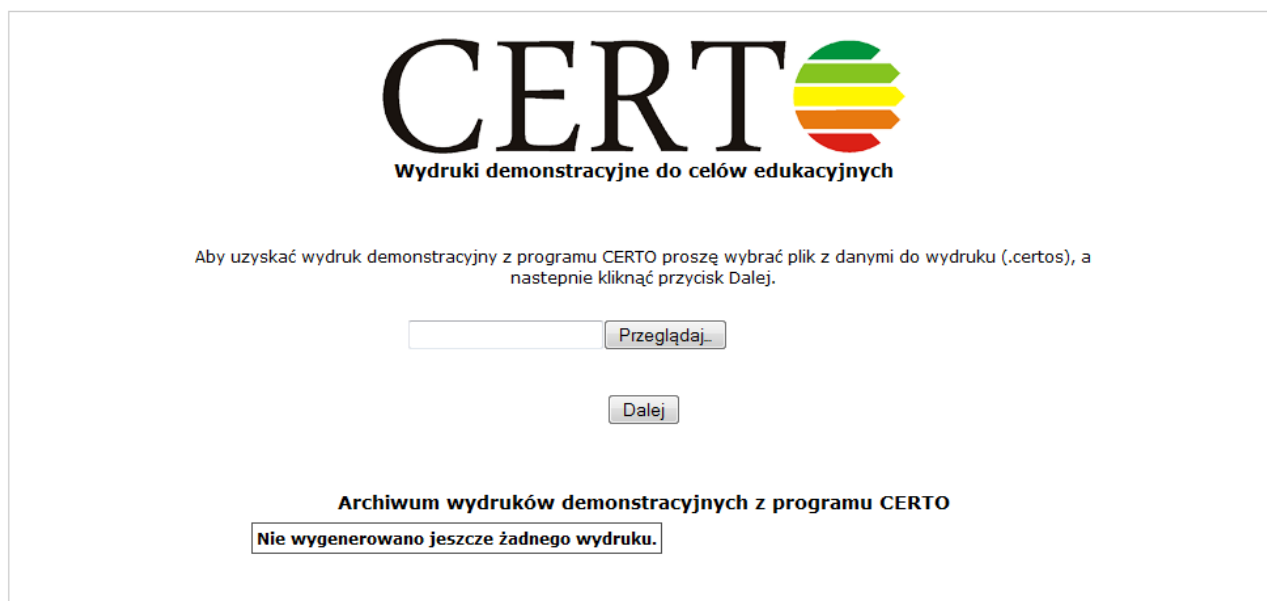 CERTO
Wydruki demonstracyjne do celów edukacyjnych
Aby uzyskać wydruk demonstracyjny z programu CERTO proszę wybrać plik z danymi do wydruku (.certos), a
nastepnie kliknąć przycisk Dalej.
Przeglądaj...
Dalej
Archiwum wydruków demonstracyjnych z programu CERTO
Nie wygenerowano jeszcze żadnego wydruku.